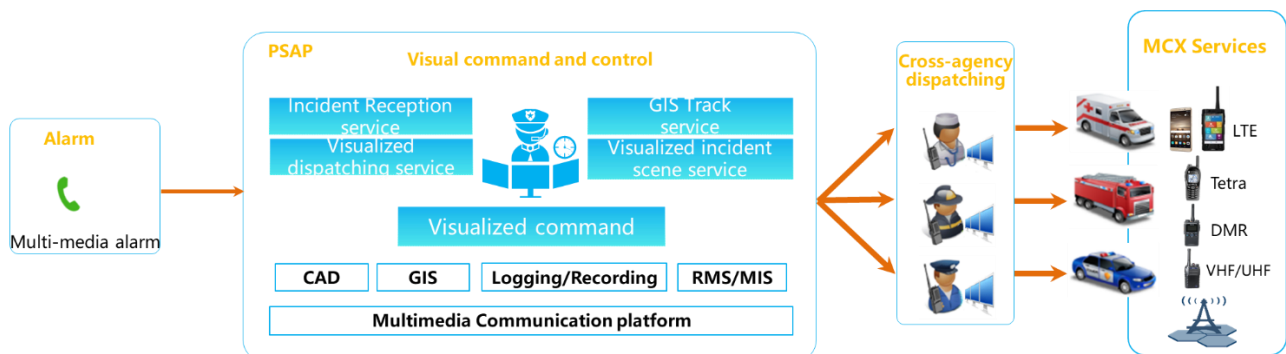 Alarm
Multi-media alarm
PSAP
Visual command and control
Incident Reception
service
GIS Track
service
Visualized
dispatching service
Visualized incident
scene service
Visualized command
CAD
GIS
Logging/Recording
RMS/MIS
Multimedia Communication platform
Cross-agency
dispatching
MCX Services
LTE
Tetra
DMR
VHF/UHF